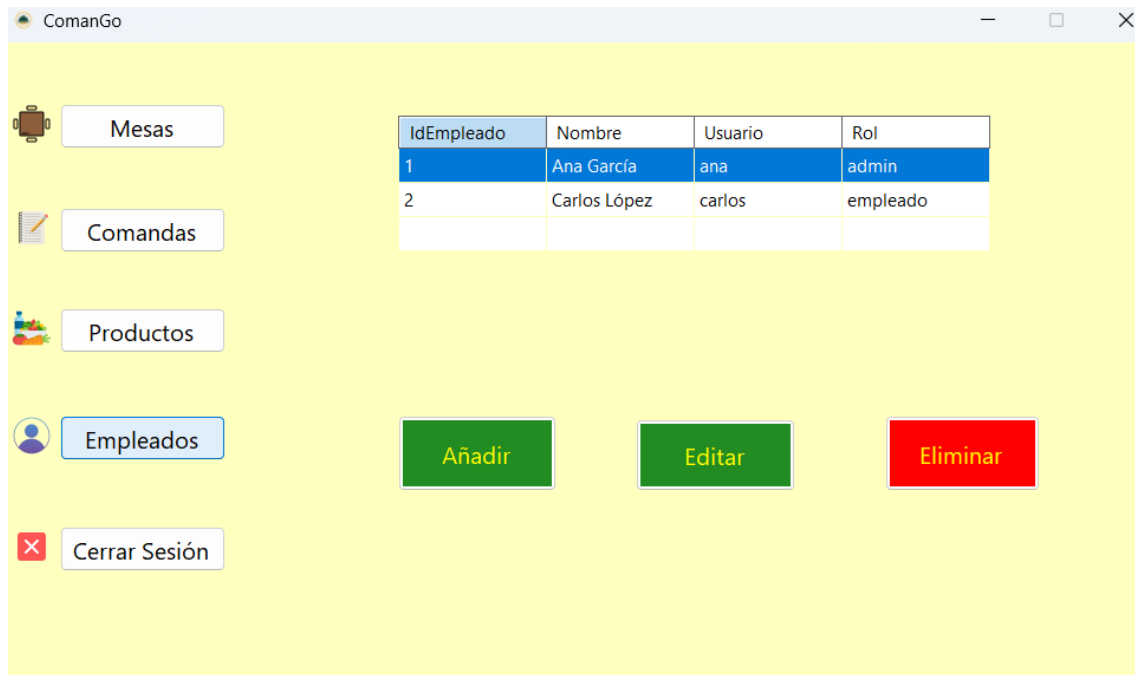 ComanGo
Mesas
Comandas
Productos
Empleados
Cerrar Sesión
IdEmpleado Nombre Usuario Rol
1 Ana García ana admin
2 Carlos López carlos empleado
Añadir Editar Eliminar